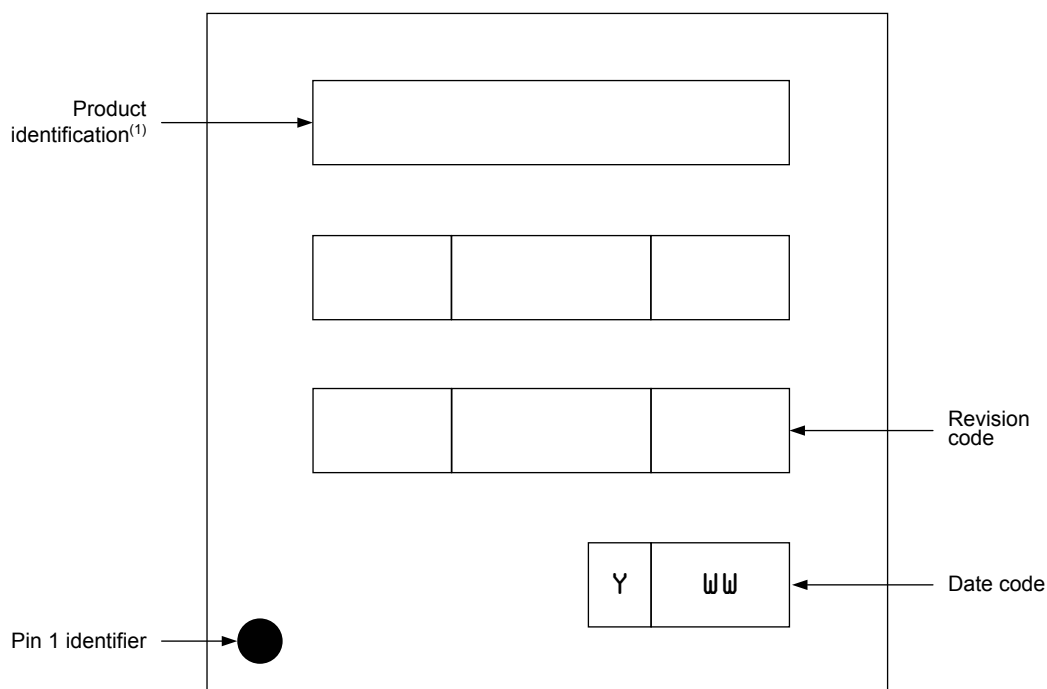 Product
identification(1)
Revision
code
Y WW
Date code
Pin 1 identifier